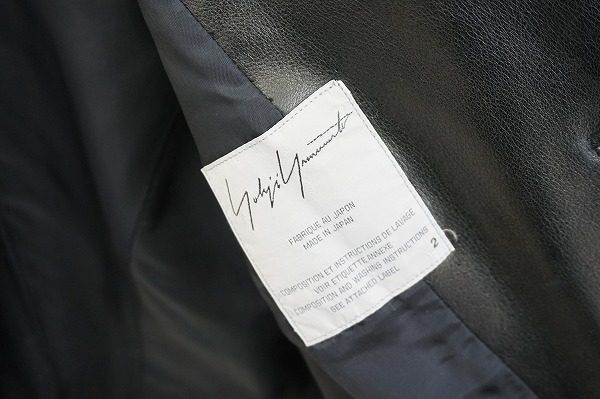 Yohji Yamamoto
FABRIQUE AU JAPON
MADE IN JAPAN
COMPOSITION ET INSTRUCTIONS DE LAVAGE
VOIR ETIQUETTE ANNEXE
COMPOSITION AND WASHING INSTRUCTIONS
SEE ATTACHED LABEL
2